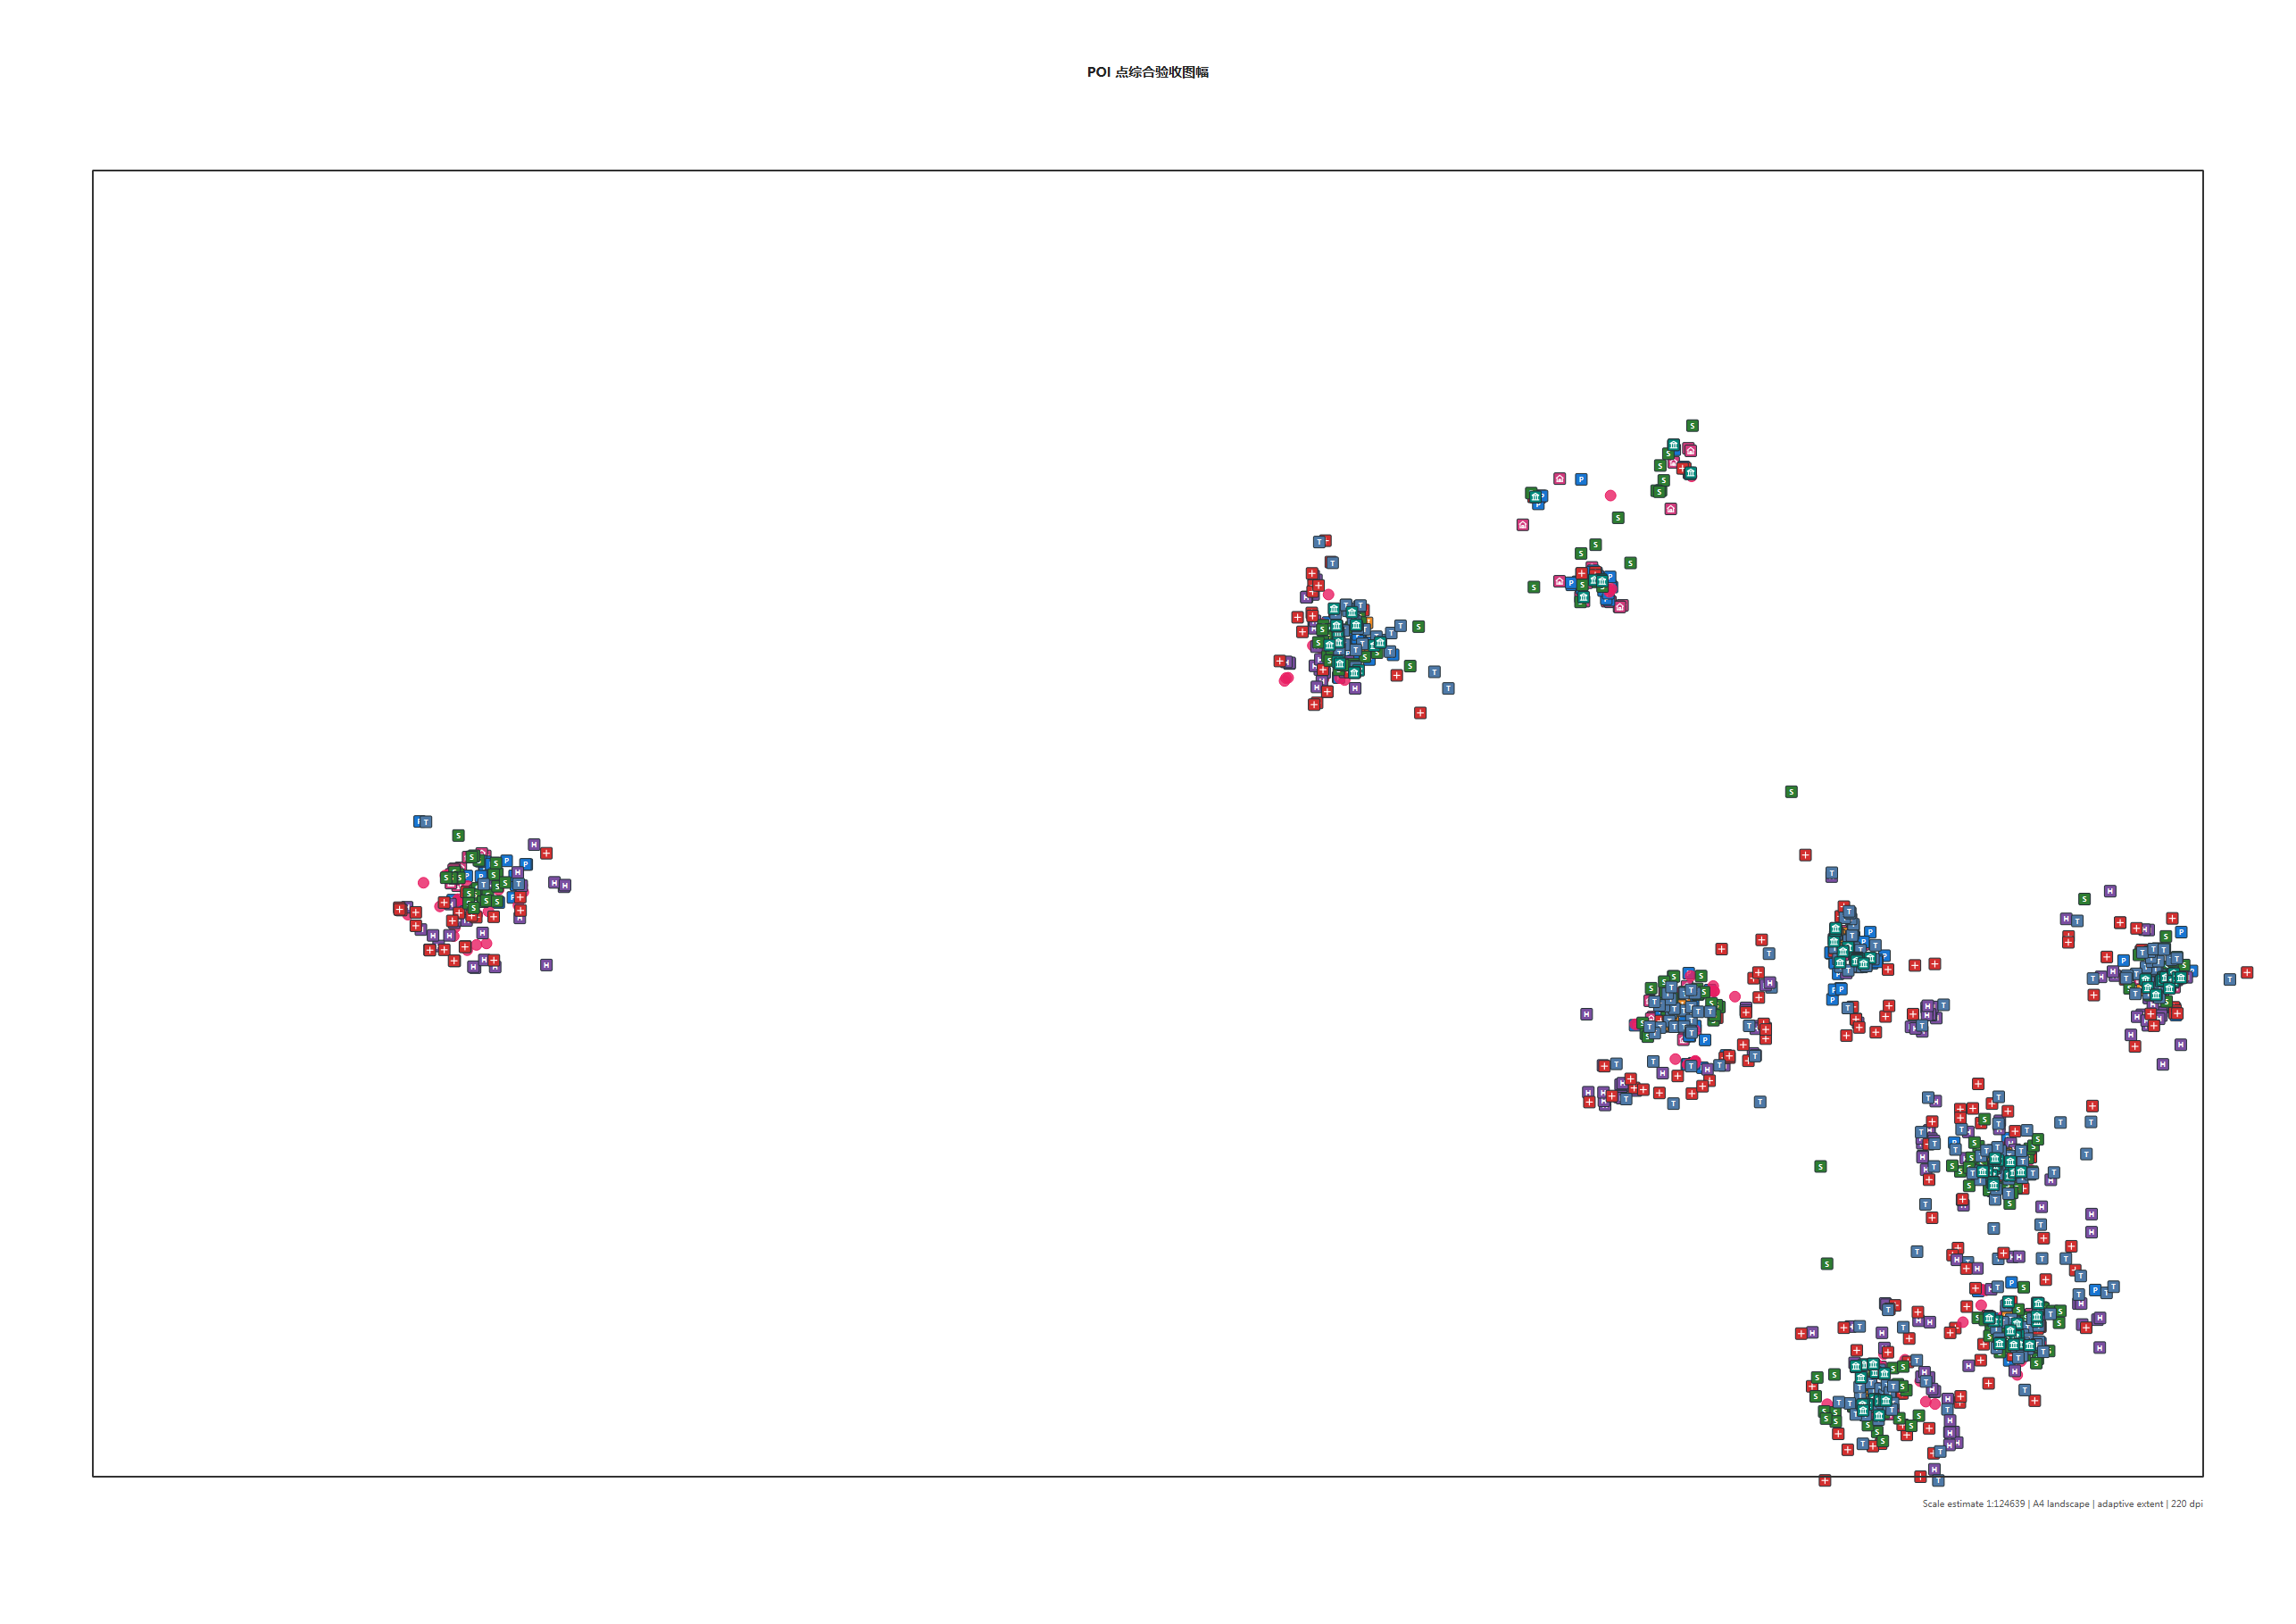 POI 点综合验收图幅
Scale estimate 1:124639 | A4 landscape | adaptive extent | 220 dpi